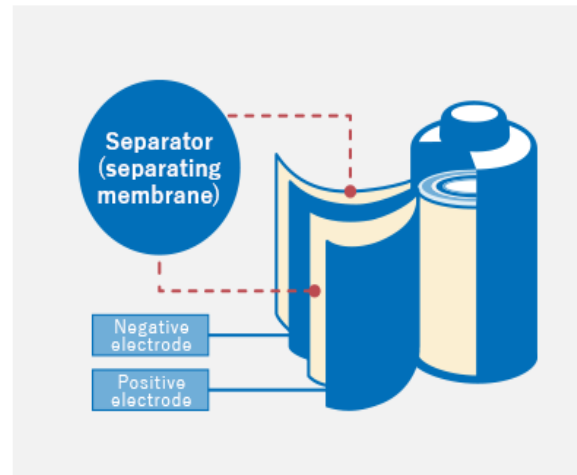 Separator
(separating
membrane)
Negative
electrode
Positive
electrode